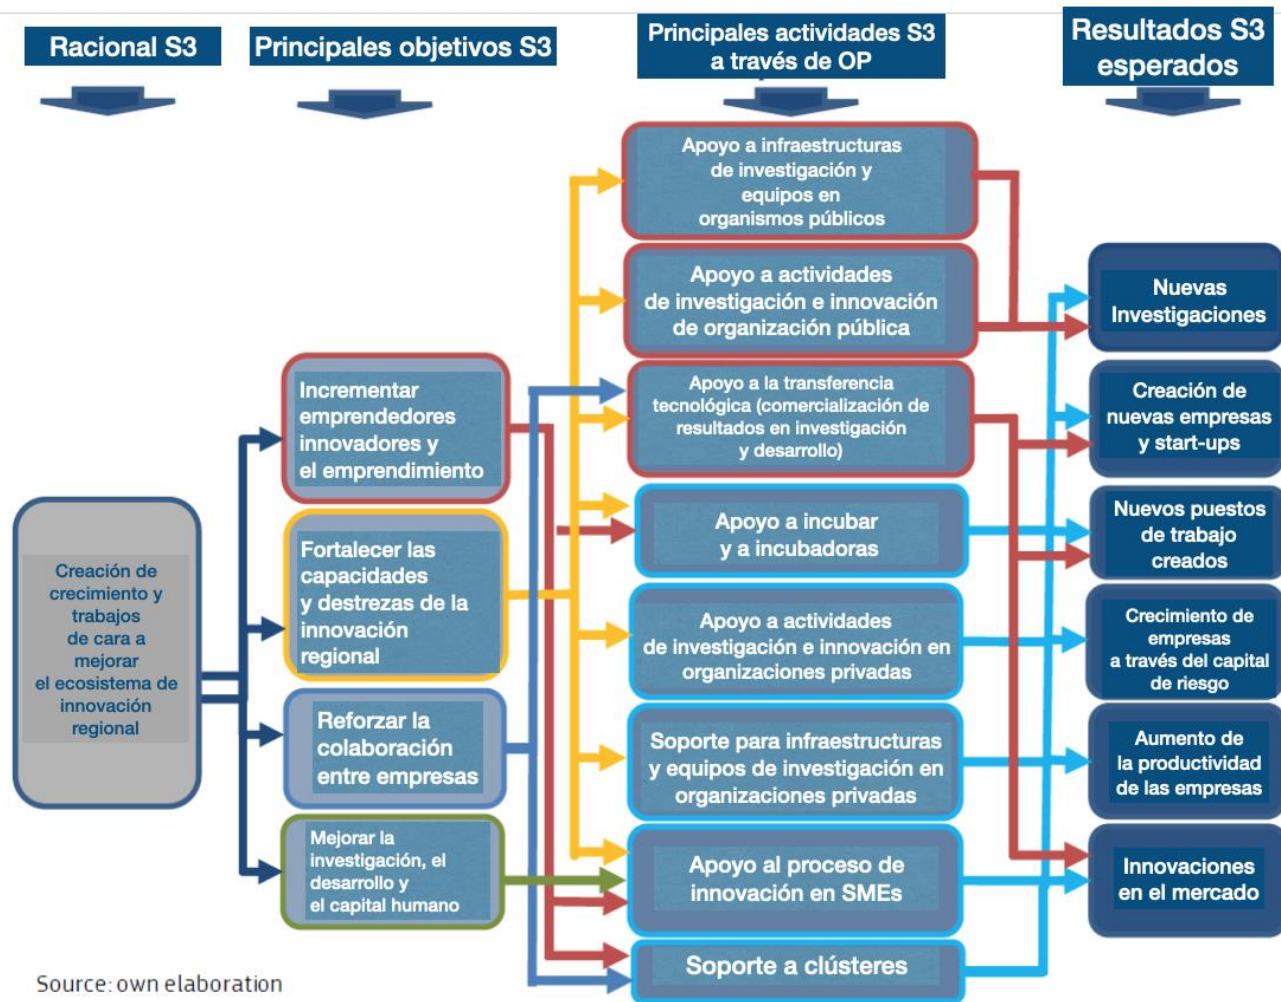 Racional S3
Principales objetivos S3
Principales actividades S3
a través de OP
Resultados S3
esperados
Creación de
crecimiento y
trabajos
de cara a
mejorar
el ecosistema de
innovación
regional
Incrementar
emprendedores
innovadores y
el emprendimiento
Fortalecer las
capacidades
y destrezas de la
innovación
regional
Reforzar la
colaboración
entre empresas
Mejorar la
investigación, el
desarrollo y
el capital humano
Apoyo a infraestructuras
de investigación y
equipos en
organismos públicos
Apoyo a actividades
de investigación e innovación
de organización pública
Apoyo a la transferencia
tecnológica (comercialización de
resultados en investigación
y desarrollo)
Apoyo a incubar
y a incubadoras
Apoyo a actividades
de investigación e innovación en
organizaciones privadas
Soporte para infraestructuras
y equipos de investigación en
organizaciones privadas
Apoyo al proceso de
innovación en SMEs
Soporte a clústeres
Nuevas
Investigaciones
Creación de
nuevas empresas
y start-ups
Nuevos puestos
de trabajo
creados
Crecimiento de
empresas
a través del capital
de riesgo
Aumento de
la productividad
de las empresas
Innovaciones
en el mercado
Source: own elaboration